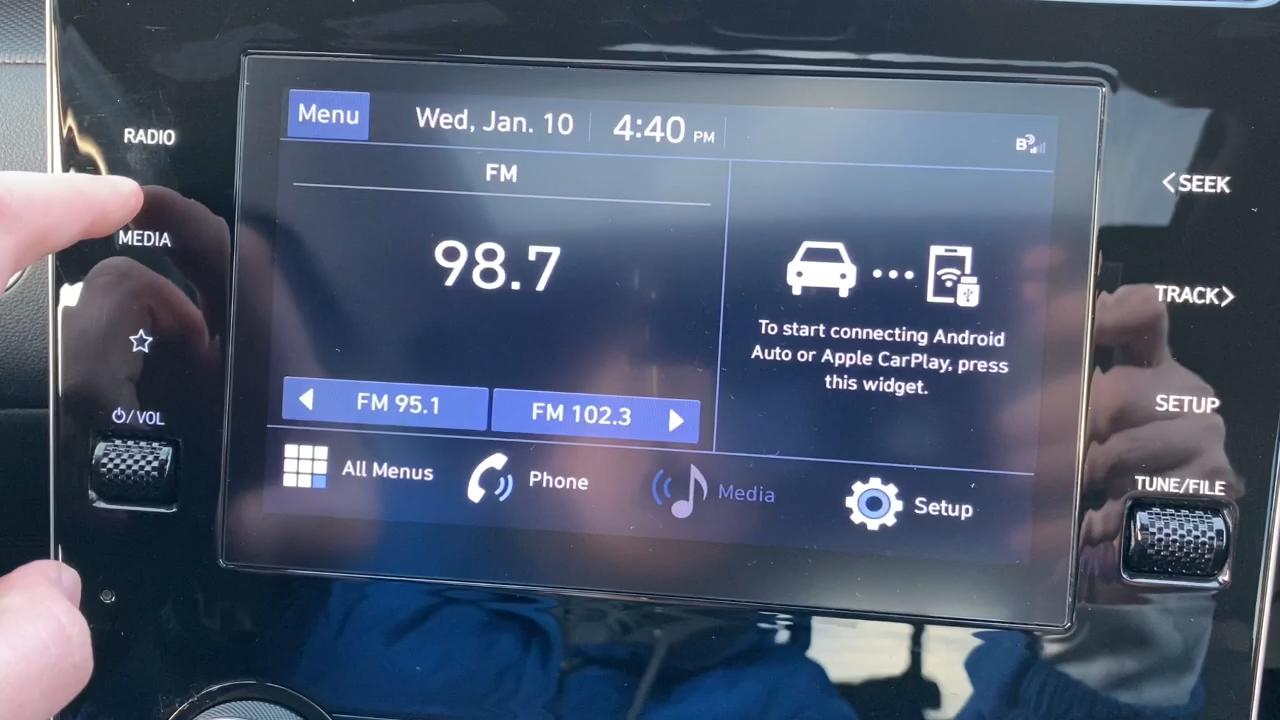 RADIO
MEDIA
⏻/VOL
Menu
Wed, Jan. 10
4:40 PM
B
FM
98.7
FM 95.1
FM 102.3
To start connecting Android
Auto or Apple CarPlay, press
this widget.
All Menus
Phone
Media
Setup
<SEEK
TRACK>
SETUP
TUNE/FILE